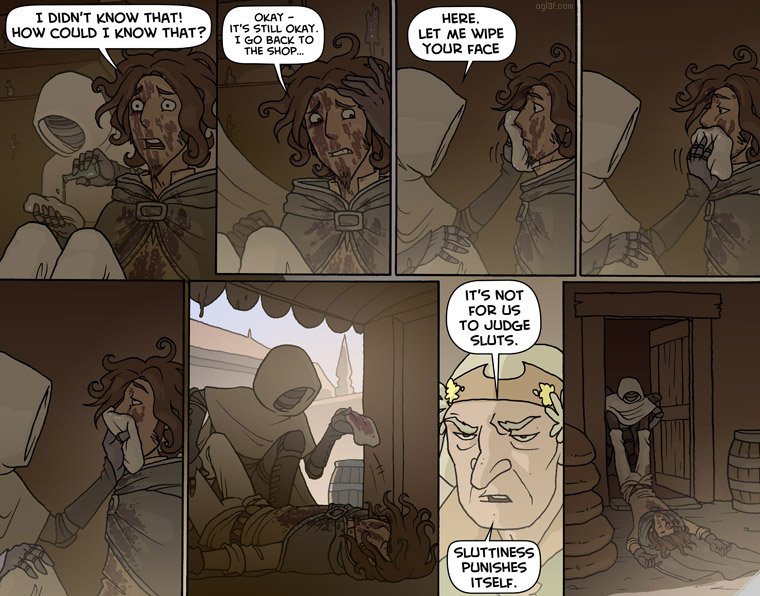 I DIDN'T KNOW THAT!
HOW COULD I KNOW THAT?
OKAY –
IT'S STILL OKAY.
I GO BACK TO
THE SHOP...
HERE.
LET ME WIPE
YOUR FACE
oglaf.com
IT'S NOT
FOR US
TO JUDGE
SLUTS.
SLUTTINESS
PUNISHES
ITSELF.